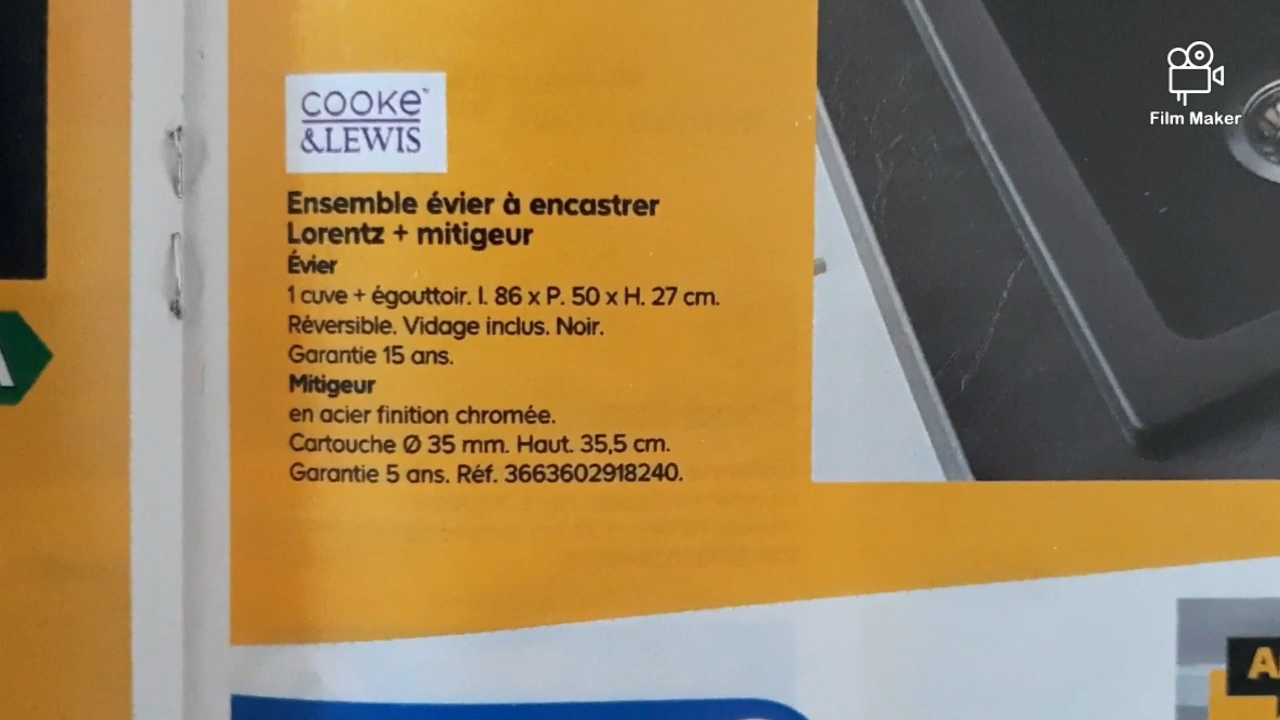 Film Maker
COOKe
&LEWIS
Ensemble évier à encastrer
Lorentz + mitigeur
Évier
1 cuve + égouttoir. l. 86 x P. 50 x H. 27 cm.
Réversible. Vidage inclus. Noir.
Garantie 15 ans.
Mitigeur
en acier finition chromée.
Cartouche Ø 35 mm. Haut. 35,5 cm.
Garantie 5 ans. Réf. 3663602918240.